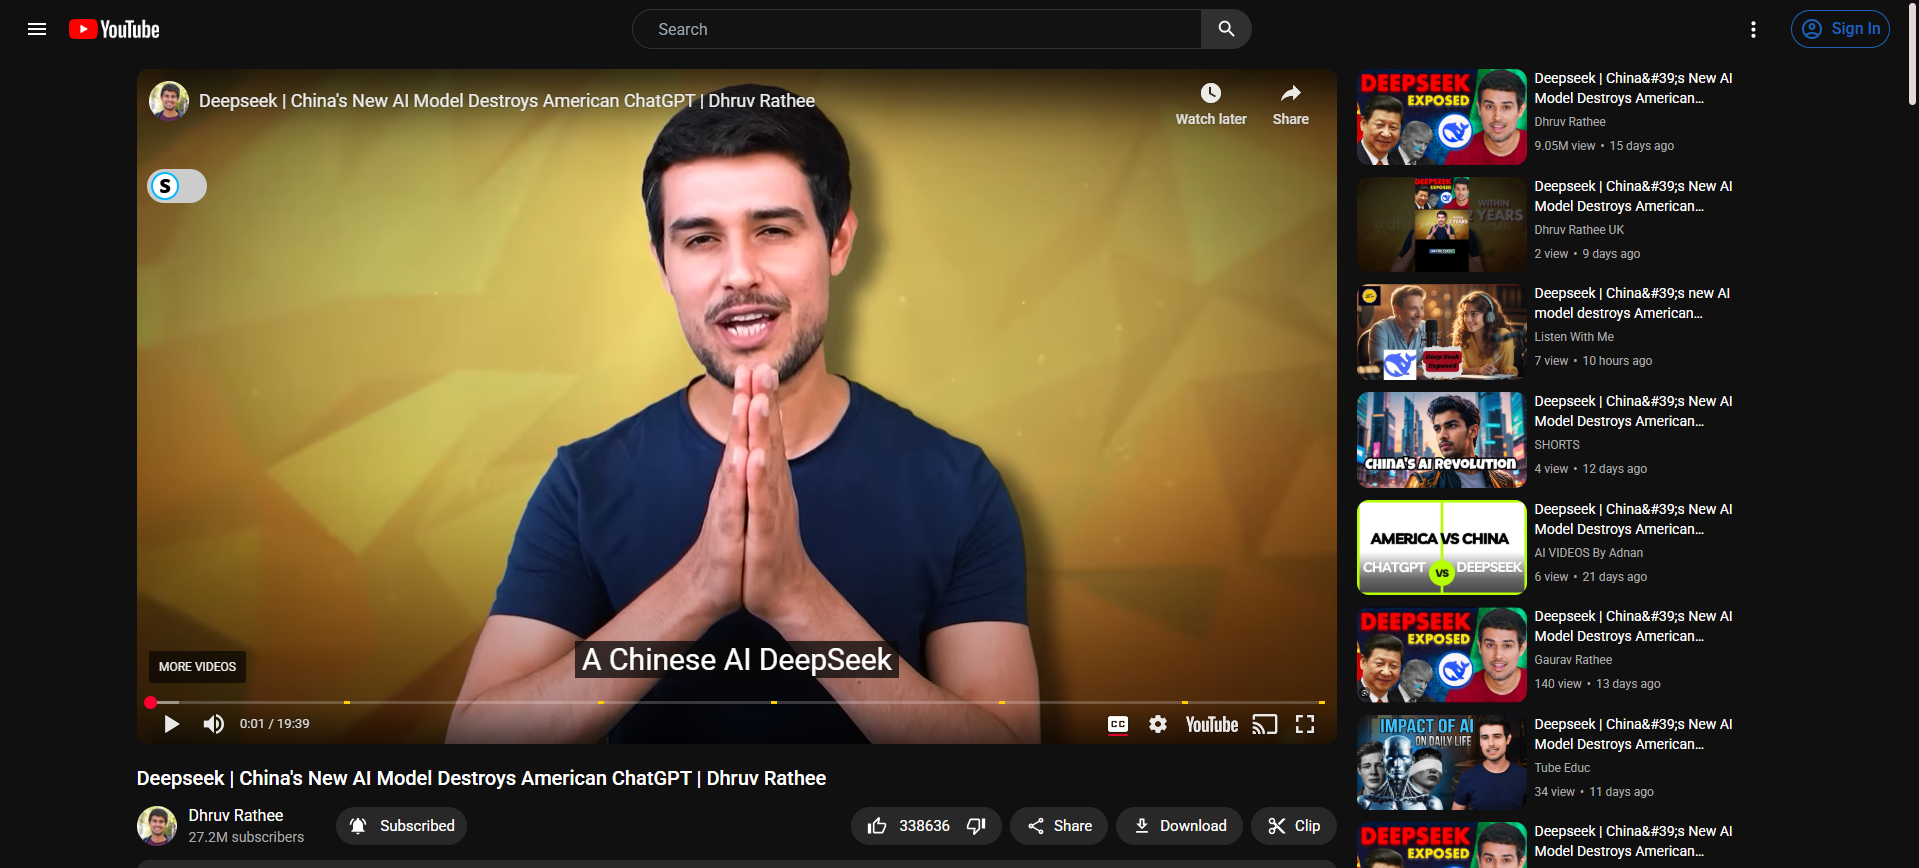 YouTube
Search
Sign In
Deepseek | China's New AI Model Destroys American ChatGPT | Dhruv Rathee
Watch later
Share
S
A Chinese AI DeepSeek
MORE VIDEOS
0:01 / 19:39
CC
YouTube
Deepseek | China's New AI Model Destroys American ChatGPT | Dhruv Rathee
Dhruv Rathee
27.2M subscribers
Subscribed
338636
Share
Download
Clip
DEEPSEEK
EXPOSED
Deepseek | China&#39;s New AI
Model Destroys American...
Dhruv Rathee
9.05M view • 15 days ago
DEEPSEEK
EXPOSED
WITHIN
2 YEARS
Deepseek | China&#39;s New AI
Model Destroys American...
Dhruv Rathee UK
2 view • 9 days ago
Deep Seek
Exposed
Deepseek | China&#39;s new AI
model destroys American...
Listen With Me
7 view • 10 hours ago
CHINA'S AI REVOLUTION
Deepseek | China&#39;s New AI
Model Destroys American...
SHORTS
4 view • 12 days ago
AMERICA VS CHINA
CHATGPT VS DEEPSEEK
Deepseek | China&#39;s New AI
Model Destroys American...
AI VIDEOS By Adnan
6 view • 21 days ago
DEEPSEEK
EXPOSED
Deepseek | China&#39;s New AI
Model Destroys American...
Gaurav Rathee
140 view • 13 days ago
IMPACT OF AI
ON DAILY LIFE
Deepseek | China&#39;s New AI
Model Destroys American...
Tube Educ
34 view • 11 days ago
DEEPSEEK
Deepseek | China&#39;s New AI
Model Destroys American...